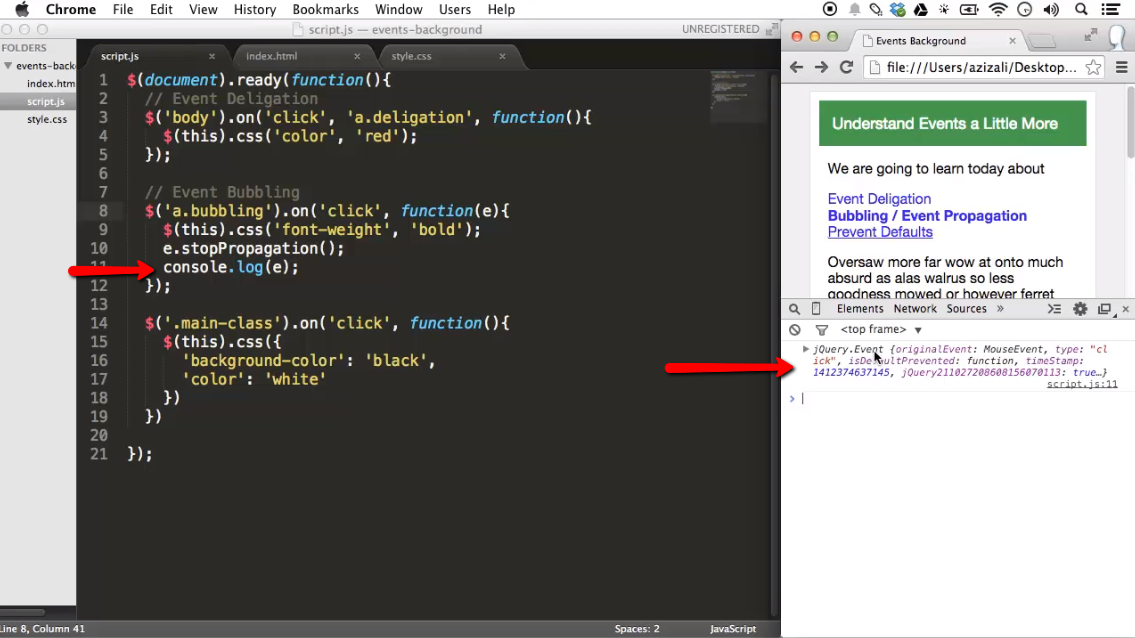 Chrome File Edit View History Bookmarks Window Users Help
script.js — events-background
UNREGISTERED
FOLDERS
events-back
index.htm
script.js
style.css
script.js × index.html × style.css ×
1 $(document).ready(function(){
2 // Event Deligation
3 $('body').on('click', 'a.deligation', function(){
4 $(this).css('color', 'red');
5 });
6
7 // Event Bubbling
8 $('a.bubbling').on('click', function(e){
9 $(this).css('font-weight', 'bold');
10 e.stopPropagation();
11 console.log(e);
12 });
13
14 $('.main-class').on('click', function(){
15 $(this).css({
16 'background-color': 'black',
17 'color': 'white'
18 })
19 })
20
21 });
Line 8, Column 41
Spaces: 2
JavaScript
Events Background ×
file:///Users/azizali/Desktop...
Understand Events a Little More
We are going to learn today about
Event Deligation
Bubbling / Event Propagation
Prevent Defaults
Oversaw more far wow at onto much
absurd as alas walrus so less
goodness mowed or however ferret
Elements Network Sources »
<top frame> ▼
jQuery.Event {originalEvent: MouseEvent, type: "cl
ick", isDefaultPrevented: function, timeStamp:
1412374637145, jQuery211027208608156070113: true…}
script.js:11
>